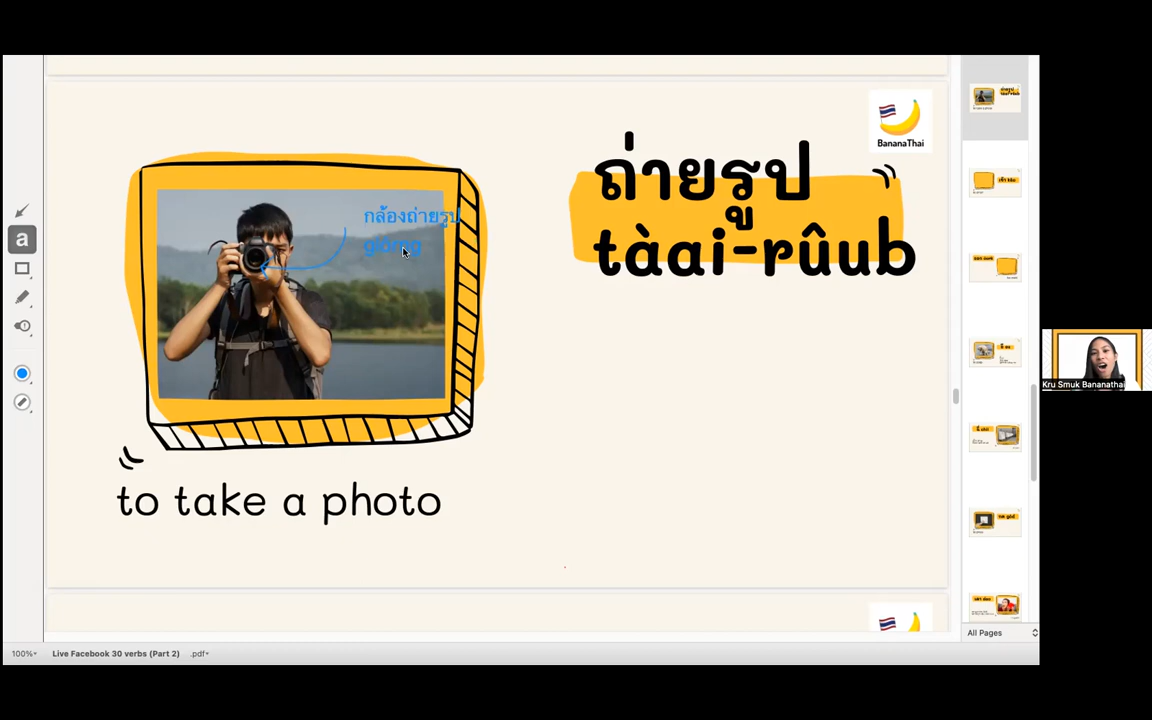 BananaThai
ถ่ายรูป
tàai-rûub
กล้องถ่ายรูป
to take a photo
Kru Smuk Bananathai
All Pages
100%
Live Facebook 30 verbs (Part 2)
.pdf